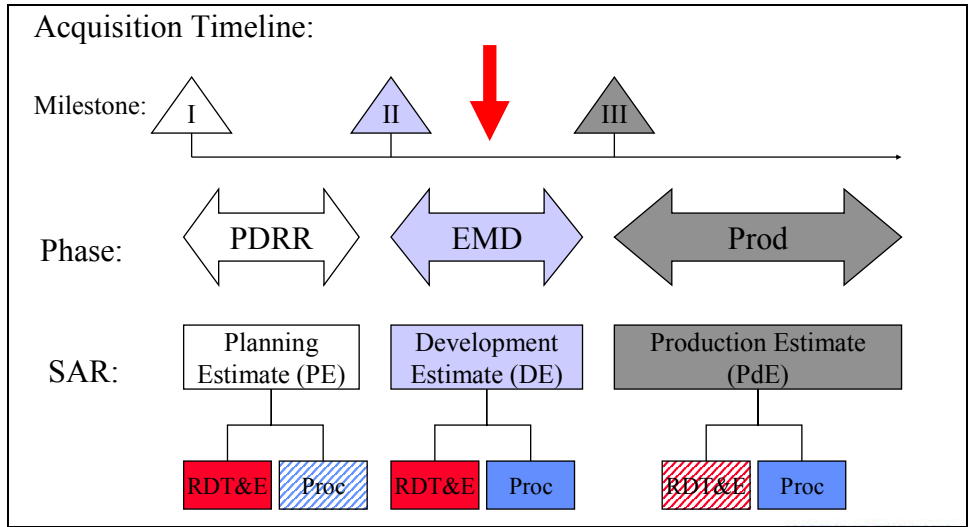 Acquisition Timeline:
Milestone:
I
II
III
Phase:
PDRR
EMD
Prod
SAR:
Planning
Estimate (PE)
Development
Estimate (DE)
Production Estimate
(PdE)
RDT&E
Proc
RDT&E
Proc
RDT&E
Proc